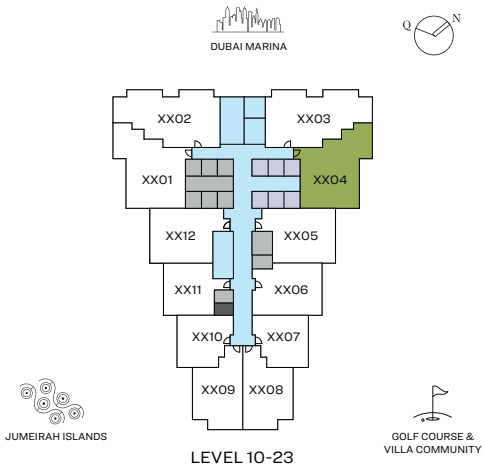 DUBAI MARINA
Q N
XX02 XX03
XX01 XX04
XX12 XX05
XX11 XX06
XX10 XX07
XX09 XX08
JUMEIRAH ISLANDS
GOLF COURSE &
VILLA COMMUNITY
LEVEL 10-23